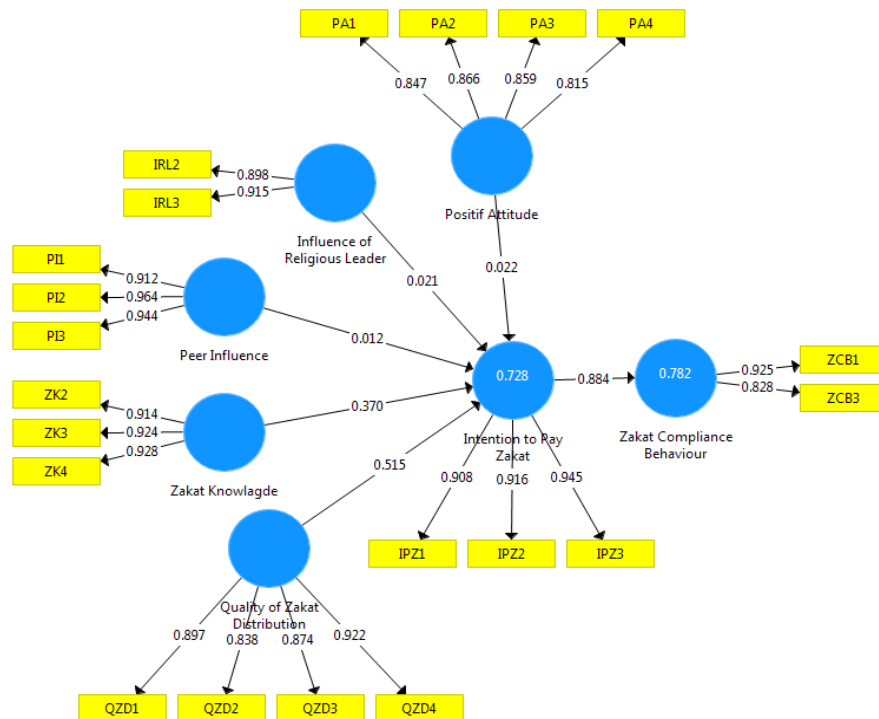 PA1 PA2 PA3 PA4
0.847 0.866 0.859 0.815
Positif Attitude
IRL2
IRL3
0.898
0.915
Influence of
Religious Leader
0.021
0.022
PI1
PI2
PI3
0.912
0.964
0.944
Peer Influence
0.012
ZK2
ZK3
ZK4
0.914
0.924
0.928
Zakat Knowlagde
0.370
0.515
0.728
Intention to Pay
Zakat
0.884
0.782
Zakat Compliance
Behaviour
0.925
0.828
ZCB1
ZCB3
0.908 0.916 0.945
IPZ1 IPZ2 IPZ3
Quality of Zakat
Distribution
0.897 0.838 0.874 0.922
QZD1 QZD2 QZD3 QZD4